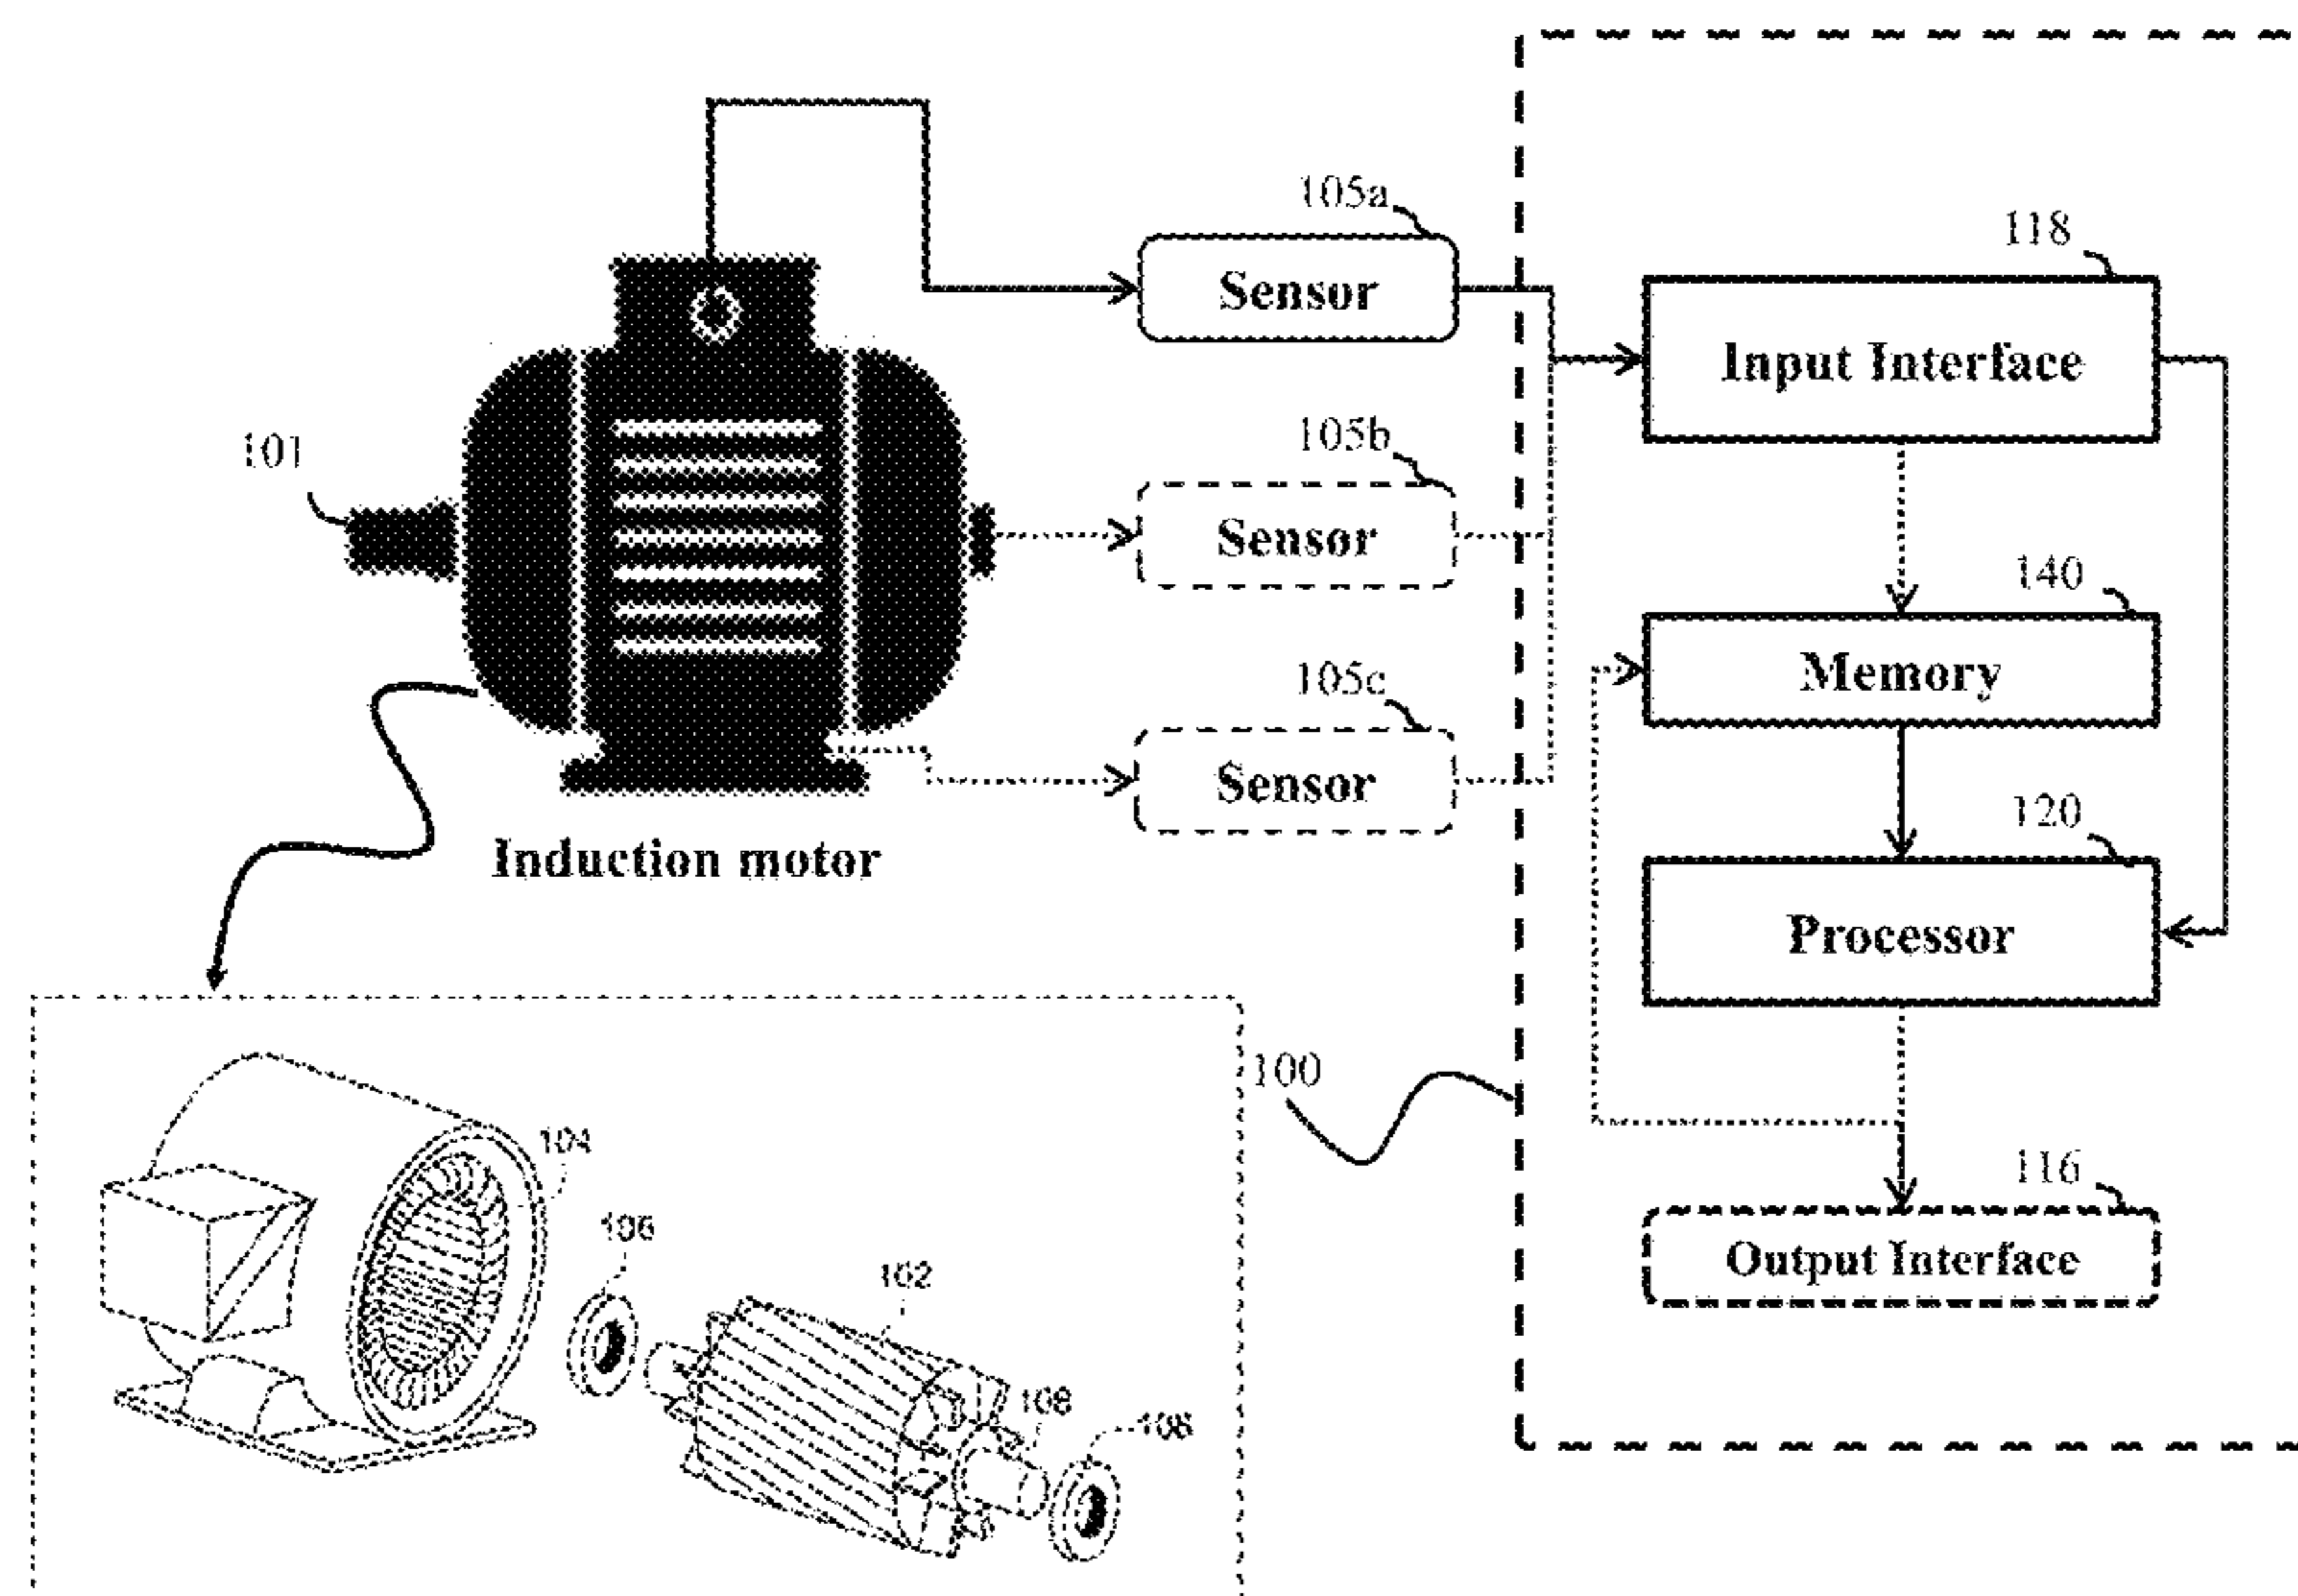 105a
Sensor
118
Input Interface
101
105b
Sensor
140
Memory
105c
Sensor
120
Processor
Induction motor
100
104
106
102
108
116
Output Interface